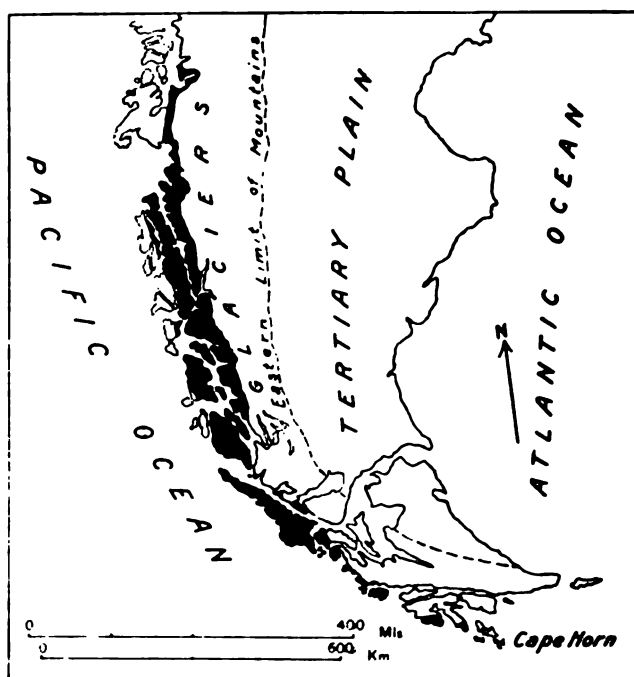 PACIFIC
OCEAN
GLACIERS
Eastern Limit of Mountains
TERTIARY PLAIN
ATLANTIC OCEAN
N
0 400 Mls
0 600 Km
Cape Horn